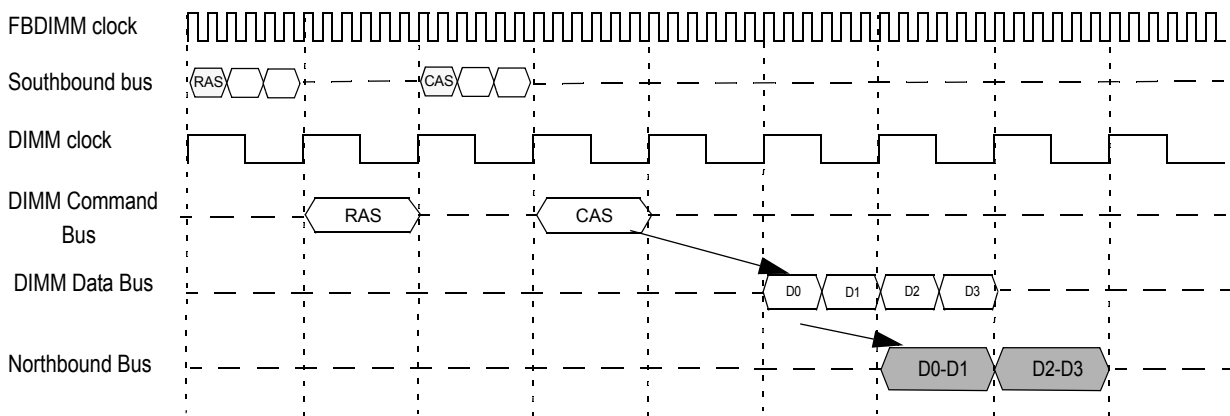 FBDIMM clock
Southbound bus
RAS
CAS
DIMM clock
DIMM Command
Bus
RAS
CAS
DIMM Data Bus
D0
D1
D2
D3
Northbound Bus
D0-D1
D2-D3